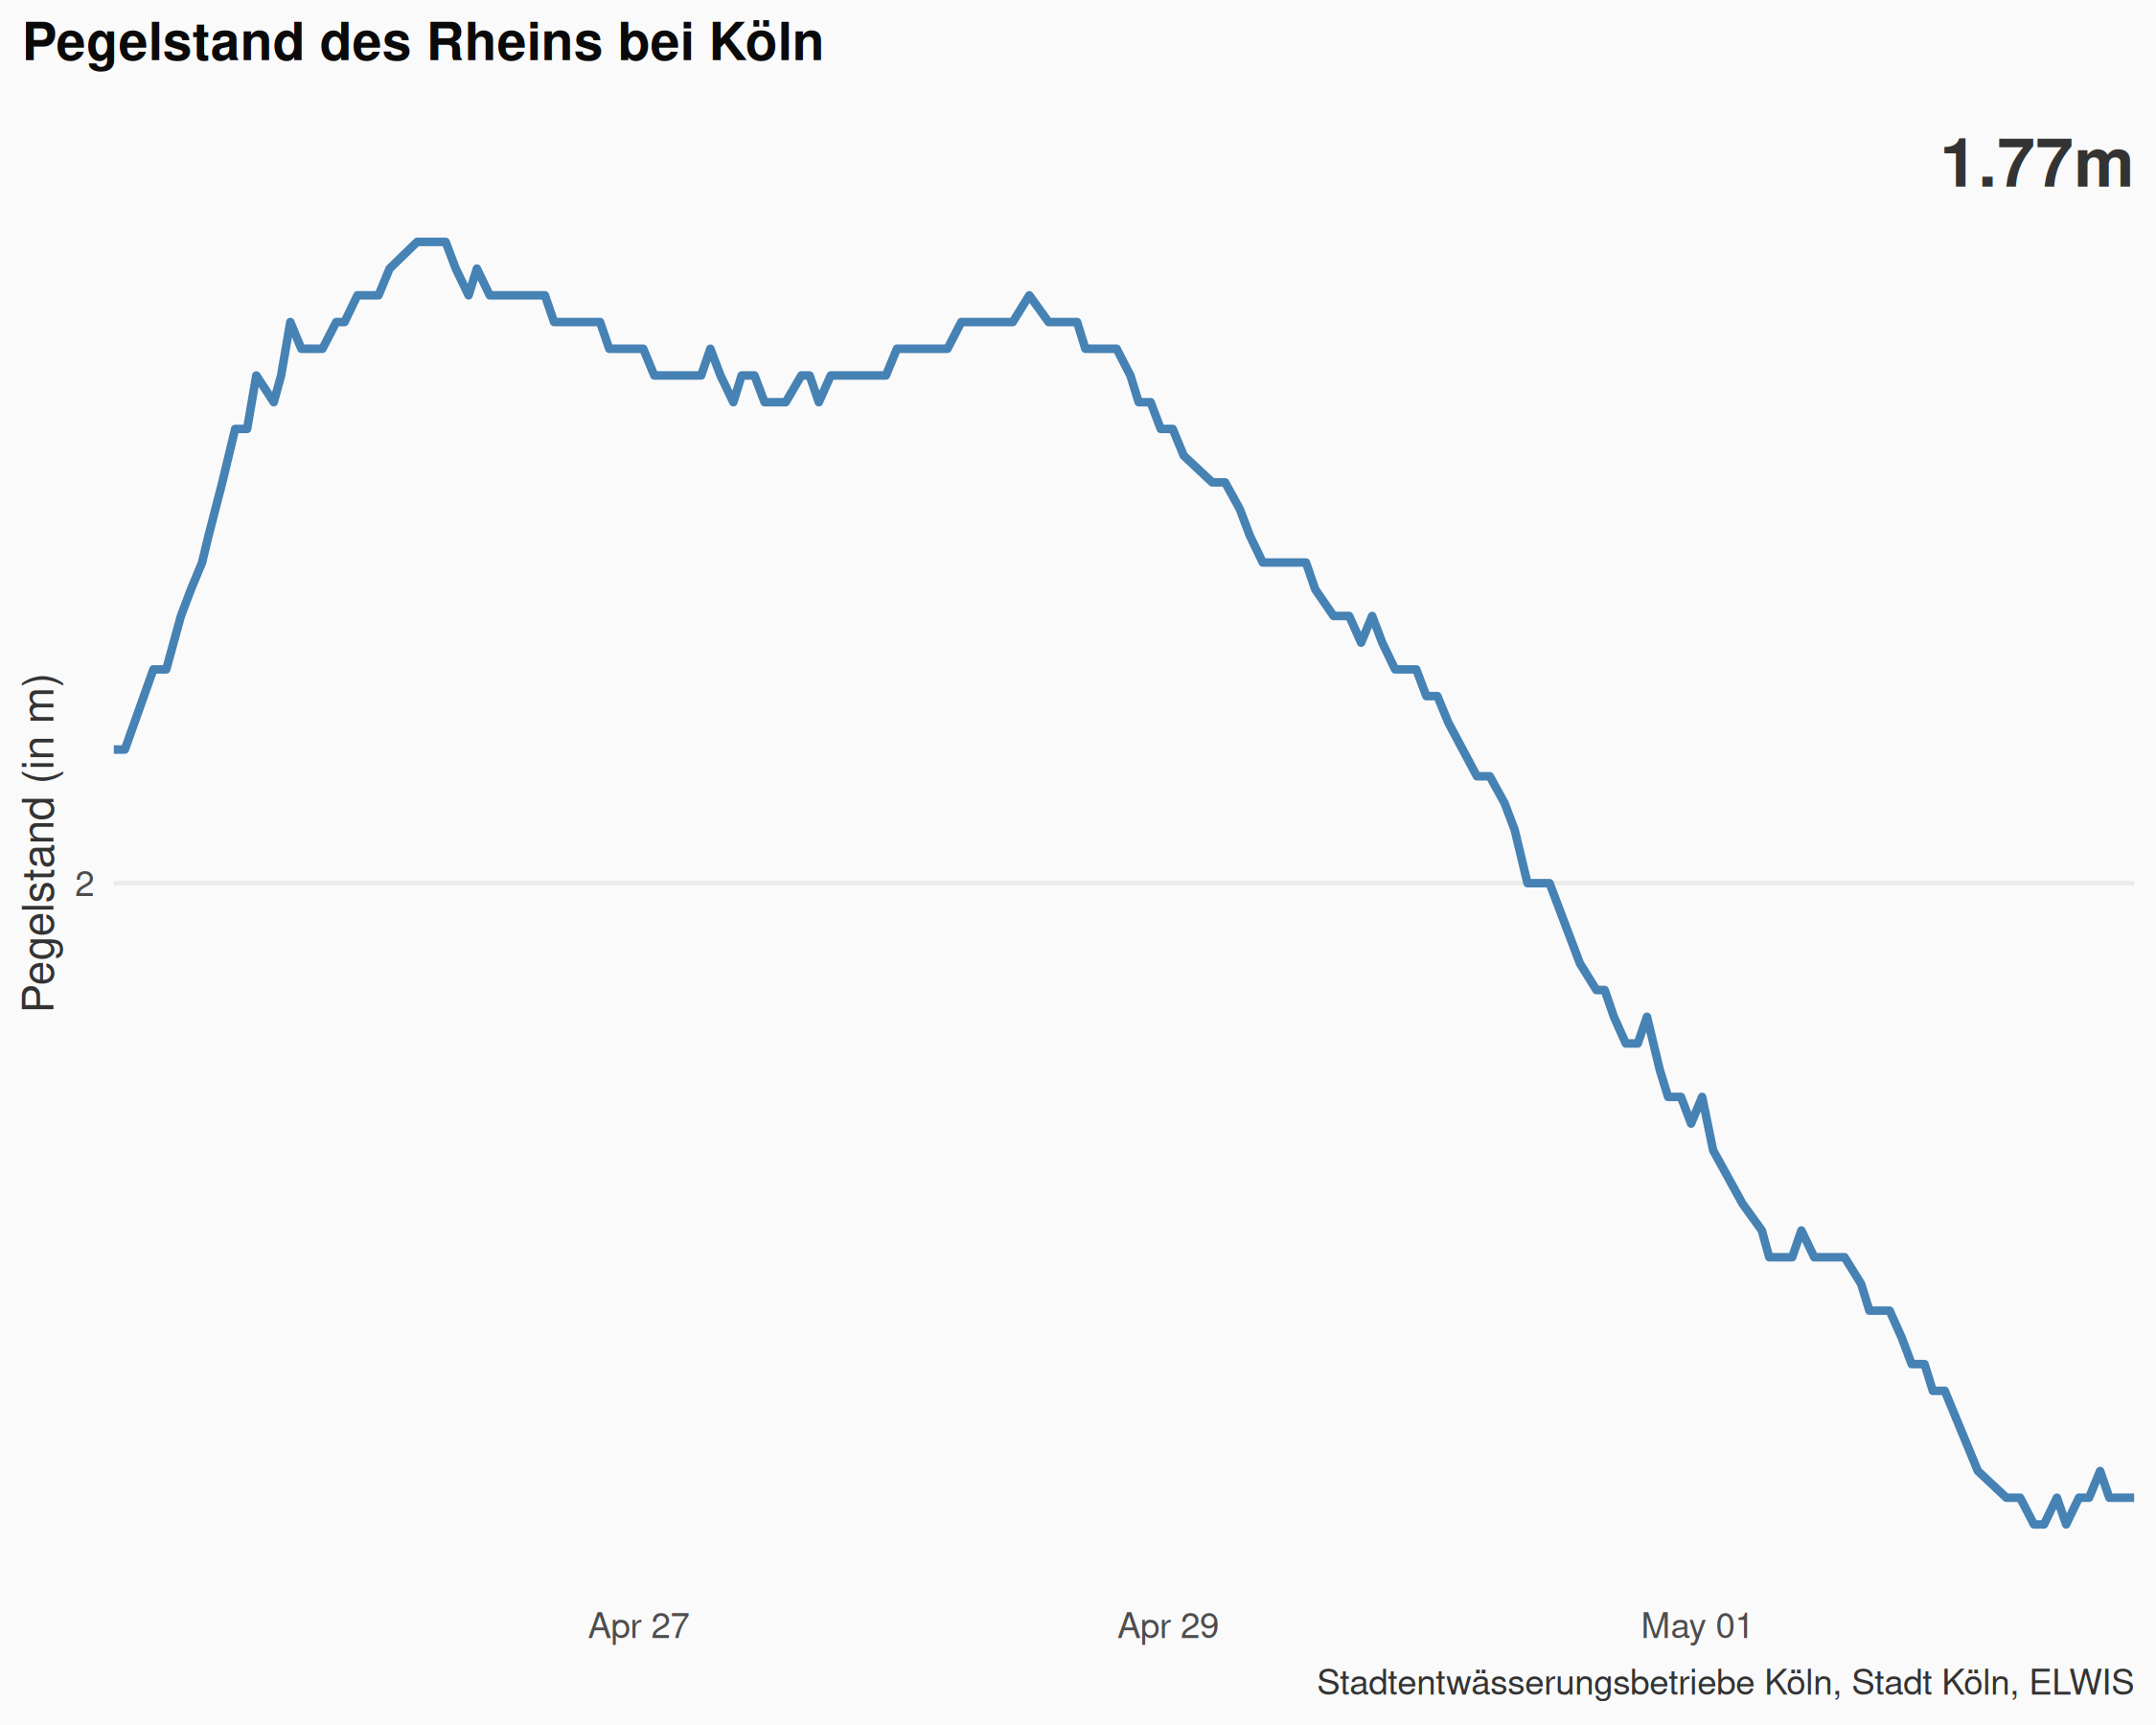 Pegelstand des Rheins bei Köln
1.77m
Pegelstand (in m)
2
Apr 27
Apr 29
May 01
Stadtentwässerungsbetriebe Köln, Stadt Köln, ELWIS